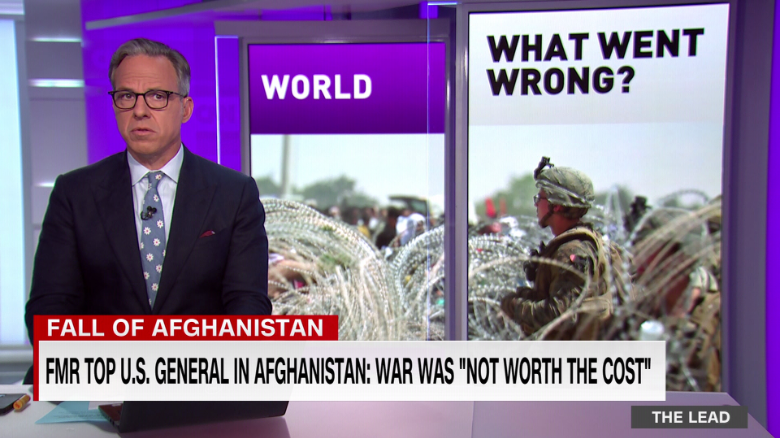 WHAT WENT
WRONG?
WORLD
FALL OF AFGHANISTAN
FMR TOP U.S. GENERAL IN AFGHANISTAN: WAR WAS "NOT WORTH THE COST"
THE LEAD